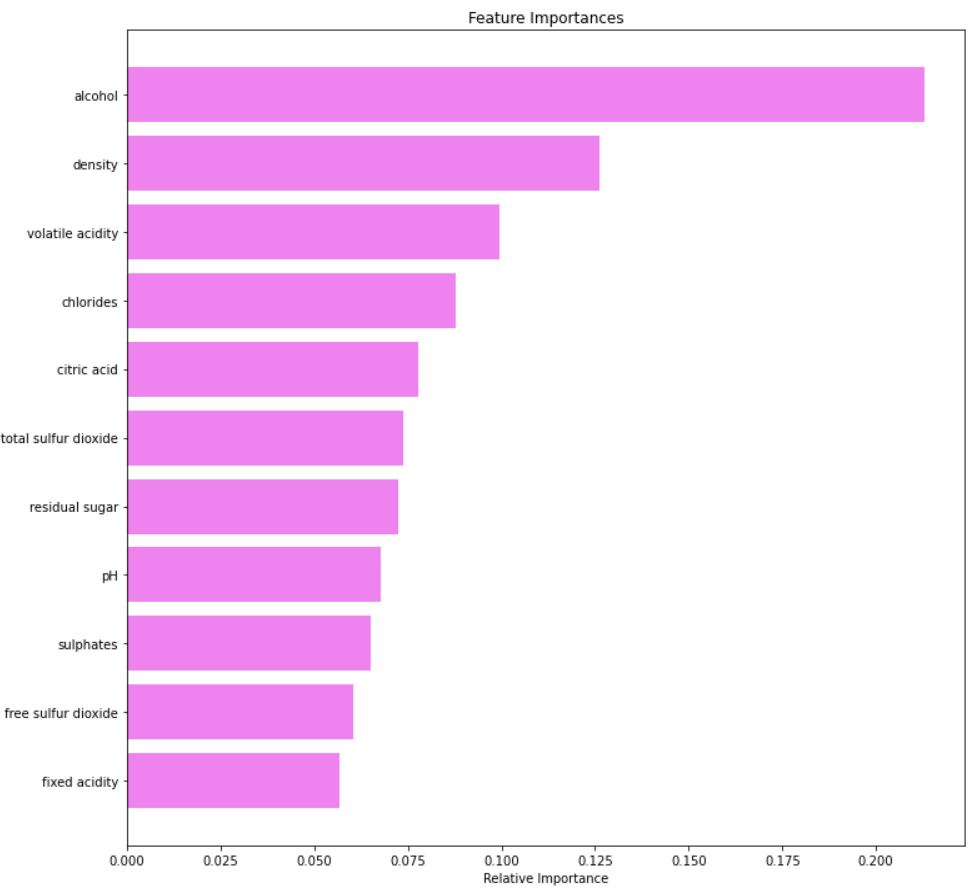 Feature Importances
alcohol
density
volatile acidity
chlorides
citric acid
total sulfur dioxide
residual sugar
pH
sulphates
free sulfur dioxide
fixed acidity
0.000 0.025 0.050 0.075 0.100 0.125 0.150 0.175 0.200
Relative Importance